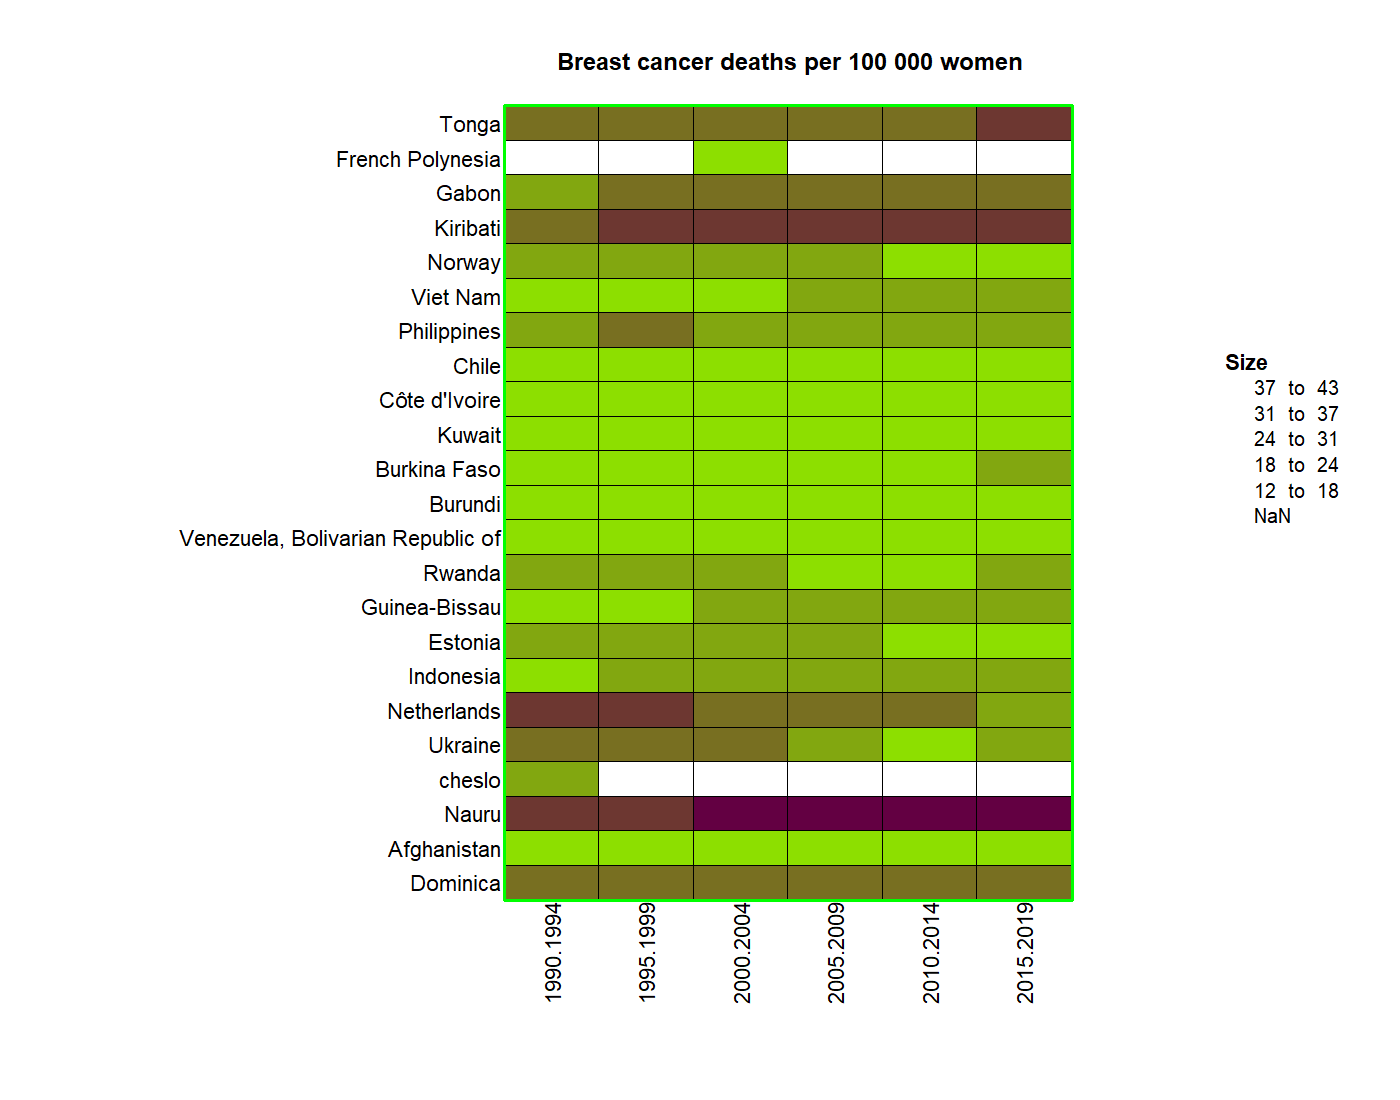 Breast cancer deaths per 100 000 women
Tonga
French Polynesia
Gabon
Kiribati
Norway
Viet Nam
Philippines
Chile
Côte d'Ivoire
Kuwait
Burkina Faso
Burundi
Venezuela, Bolivarian Republic of
Rwanda
Guinea-Bissau
Estonia
Indonesia
Netherlands
Ukraine
cheslo
Nauru
Afghanistan
Dominica
1990.1994
1995.1999
2000.2004
2005.2009
2010.2014
2015.2019
Size
37 to 43
31 to 37
24 to 31
18 to 24
12 to 18
NaN